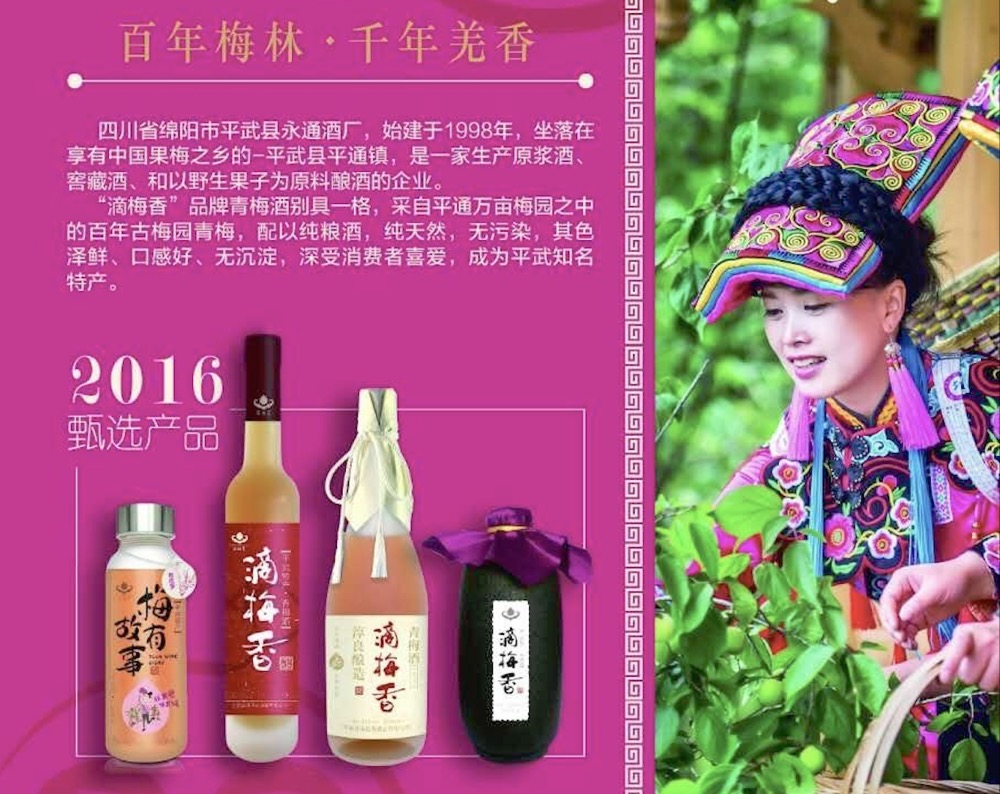 百年梅林·千年羌香
四川省绵阳市平武县永通酒厂，始建于1998年，坐落在
享有中国果梅之乡的-平武县平通镇，是一家生产原浆酒、
窖藏酒、和以野生果子为原料酿酒的企业。
“滴梅香”品牌青梅酒别具一格，采自平通万亩梅园之中
的百年古梅园青梅，配以纯粮酒，纯天然，无污染，其色
泽鲜、口感好、无沉淀，深受消费者喜爱，成为平武知名
特产。
2016
甄选产品
梅有
故事
滴梅香
青梅酒
滴梅香
淳良酿造
滴梅香